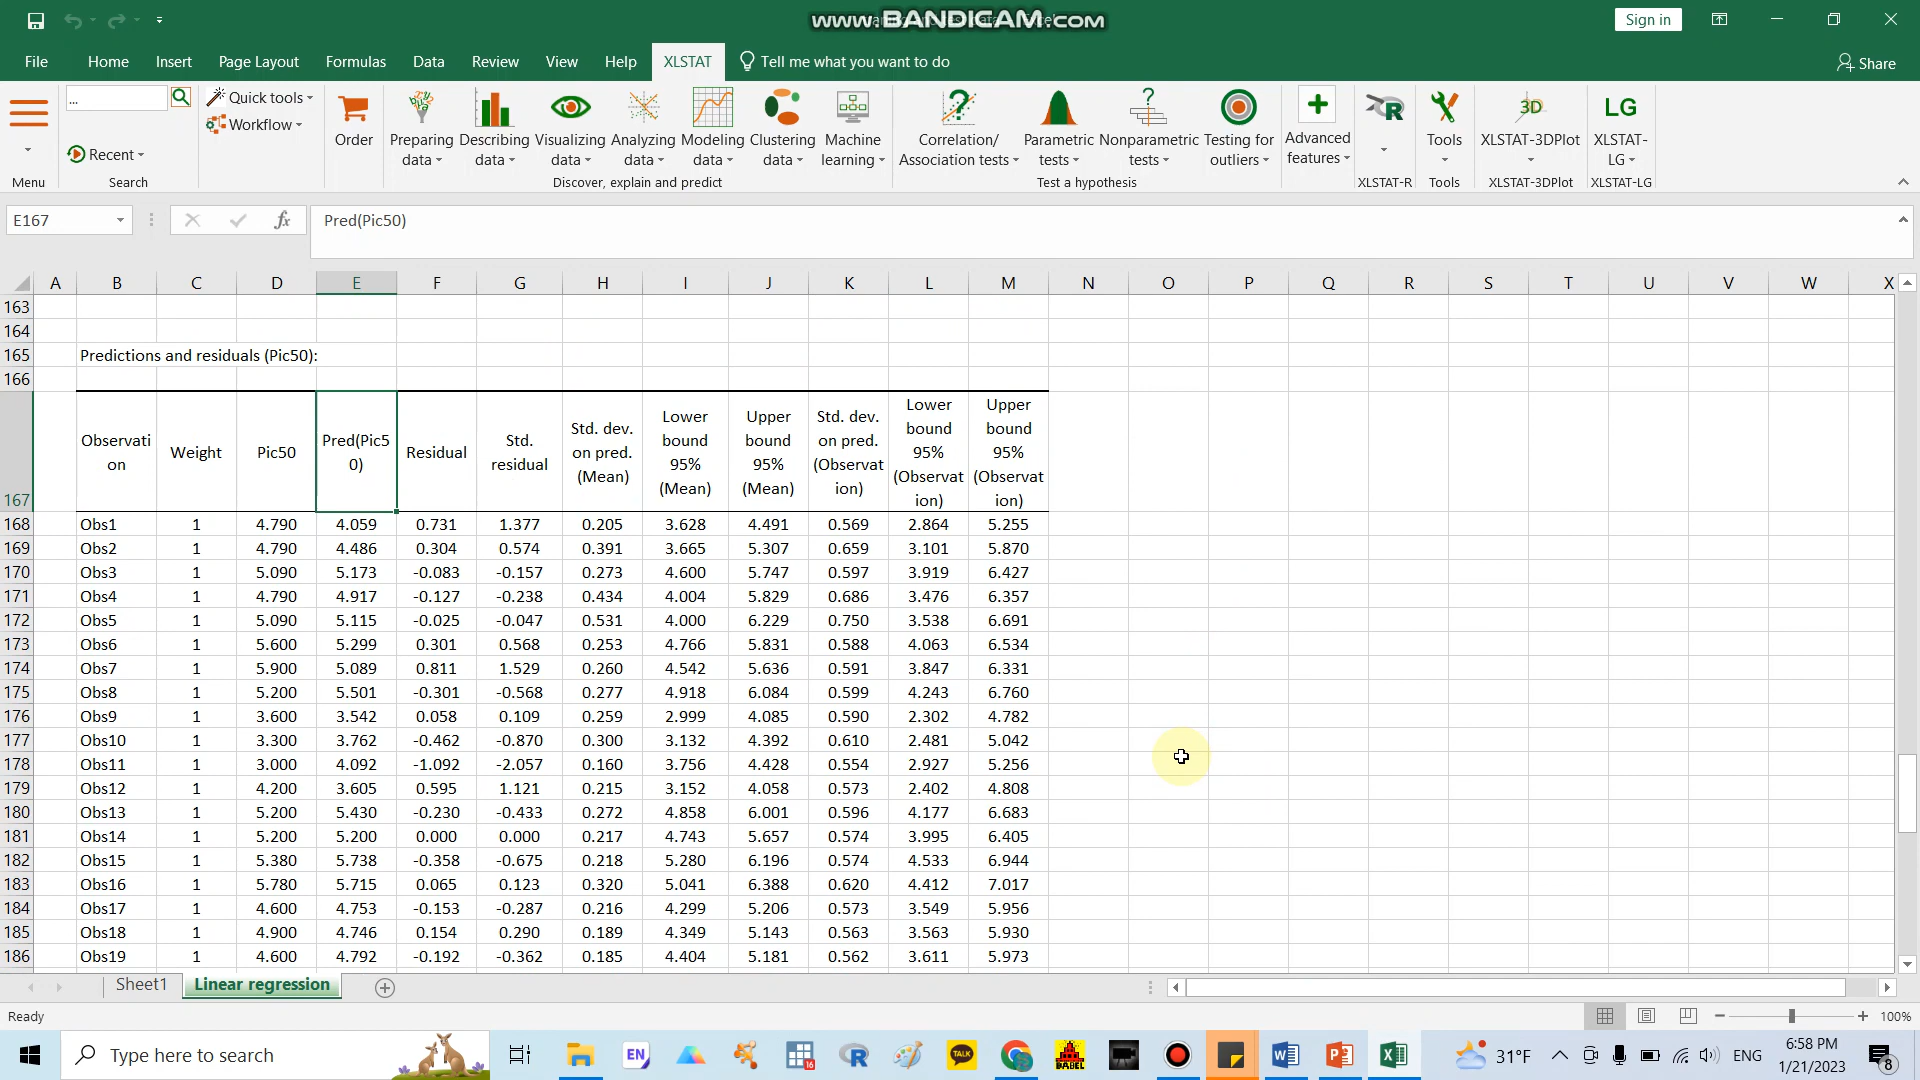 www.BANDICAM.com
Sign in
File Home Insert Page Layout Formulas Data Review View Help XLSTAT Tell me what you want to do Share
... Quick tools
Workflow
Recent
Order
Preparing data
Describing data
Visualizing data
Analyzing data
Modeling data
Clustering data
Machine learning
Correlation/ Association tests
Parametric tests
Nonparametric tests
Testing for outliers
Advanced features
R
Tools
3D
XLSTAT-3DPlot
LG
XLSTAT-LG
Menu Search Discover, explain and predict Test a hypothesis XLSTAT-R Tools XLSTAT-3DPlot XLSTAT-LG
E167 fx Pred(Pic50)
A B C D E F G H I J K L M N O P Q R S T U V W X
163
164
165 Predictions and residuals (Pic50):
166
167 Observation Weight Pic50 Pred(Pic50) Residual Std. residual Std. dev. on pred. (Mean) Lower bound 95% (Mean) Upper bound 95% (Mean) Std. dev. on pred. (Observation) Lower bound 95% (Observation) Upper bound 95% (Observation)
168 Obs1 1 4.790 4.059 0.731 1.377 0.205 3.628 4.491 0.569 2.864 5.255
169 Obs2 1 4.790 4.486 0.304 0.574 0.391 3.665 5.307 0.659 3.101 5.870
170 Obs3 1 5.090 5.173 -0.083 -0.157 0.273 4.600 5.747 0.597 3.919 6.427
171 Obs4 1 4.790 4.917 -0.127 -0.238 0.434 4.004 5.829 0.686 3.476 6.357
172 Obs5 1 5.090 5.115 -0.025 -0.047 0.531 4.000 6.229 0.750 3.538 6.691
173 Obs6 1 5.600 5.299 0.301 0.568 0.253 4.766 5.831 0.588 4.063 6.534
174 Obs7 1 5.900 5.089 0.811 1.529 0.260 4.542 5.636 0.591 3.847 6.331
175 Obs8 1 5.200 5.501 -0.301 -0.568 0.277 4.918 6.084 0.599 4.243 6.760
176 Obs9 1 3.600 3.542 0.058 0.109 0.259 2.999 4.085 0.590 2.302 4.782
177 Obs10 1 3.300 3.762 -0.462 -0.870 0.300 3.132 4.392 0.610 2.481 5.042
178 Obs11 1 3.000 4.092 -1.092 -2.057 0.160 3.756 4.428 0.554 2.927 5.256
179 Obs12 1 4.200 3.605 0.595 1.121 0.215 3.152 4.058 0.573 2.402 4.808
180 Obs13 1 5.200 5.430 -0.230 -0.433 0.272 4.858 6.001 0.596 4.177 6.683
181 Obs14 1 5.200 5.200 0.000 0.000 0.217 4.743 5.657 0.574 3.995 6.405
182 Obs15 1 5.380 5.738 -0.358 -0.675 0.218 5.280 6.196 0.574 4.533 6.944
183 Obs16 1 5.780 5.715 0.065 0.123 0.320 5.041 6.388 0.620 4.412 7.017
184 Obs17 1 4.600 4.753 -0.153 -0.287 0.216 4.299 5.206 0.573 3.549 5.956
185 Obs18 1 4.900 4.746 0.154 0.290 0.189 4.349 5.143 0.563 3.563 5.930
186 Obs19 1 4.600 4.792 -0.192 -0.362 0.185 4.404 5.181 0.562 3.611 5.973
Sheet1 Linear regression
Ready 100%
Type here to search
EN
16
R
TALK
BABEL
31°F
ENG
6:58 PM
1/21/2023
8